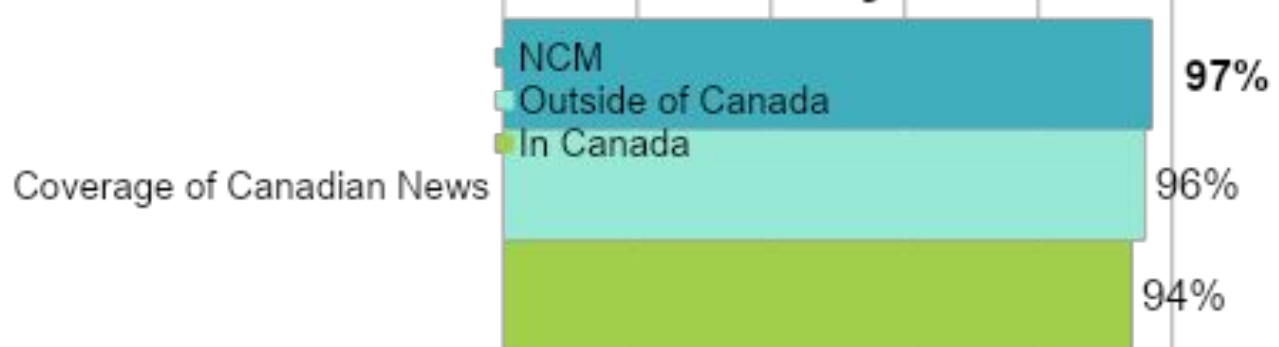 NCM
97%
Outside of Canada
In Canada
Coverage of Canadian News
96%
94%